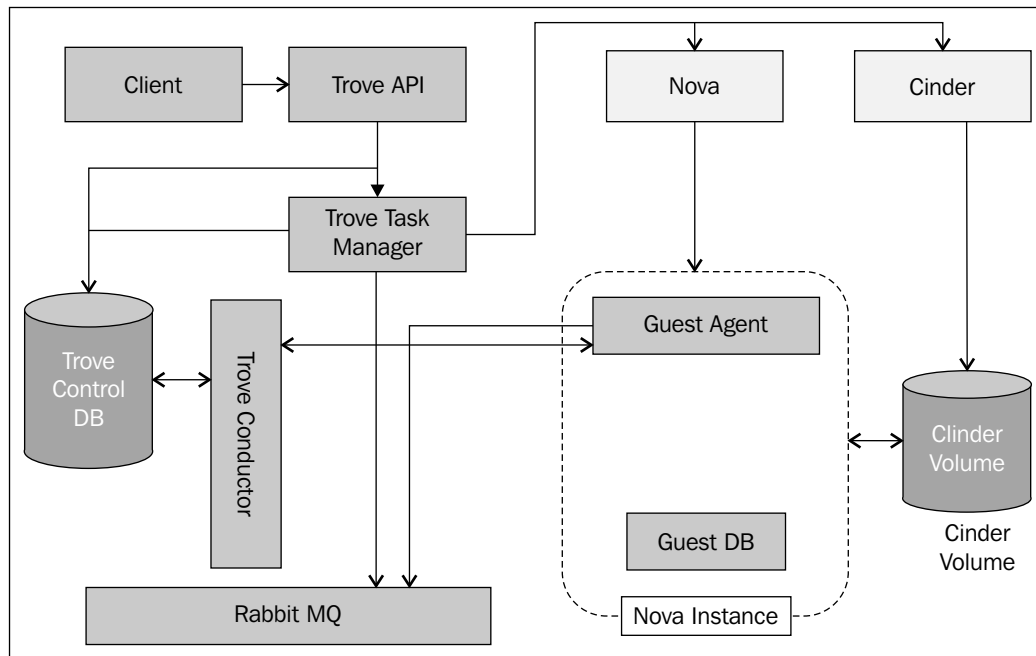 Client
Trove API
Nova
Cinder
Trove Task
Manager
Guest Agent
Trove
Control
DB
Trove Conductor
Clinder
Volume
Guest DB
Cinder
Volume
Rabbit MQ
Nova Instance